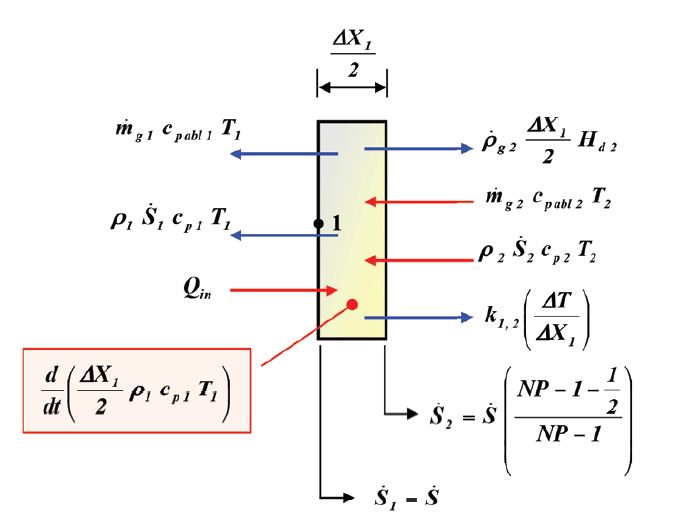 ΔX₁ / 2
ṁ_g1 c_pabl1 T₁
ρ̇_g2 (ΔX₁ / 2) H_d2
ṁ_g2 c_pabl2 T₂
ρ₁ Ṡ₁ c_p1 T₁
1
ρ₂ Ṡ₂ c_p2 T₂
Q_in
k₁,₂ (ΔT / ΔX₁)
d/dt (ΔX₁ / 2 ρ₁ c_p1 T₁)
Ṡ₂ = Ṡ ((NP − 1 − 1/2) / (NP − 1))
Ṡ₁ = Ṡ